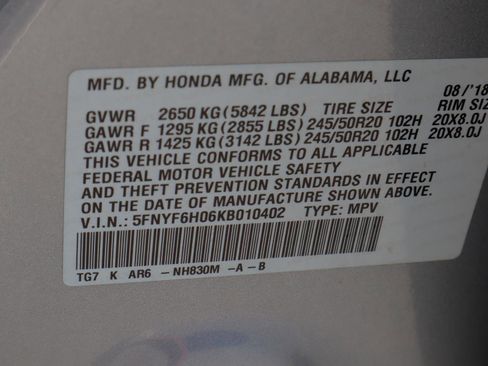 MFD. BY HONDA MFG. OF ALABAMA, LLC 08/'18
GVWR 2650 KG(5842 LBS) TIRE SIZE RIM SIZE
GAWR F 1295 KG(2855 LBS)245/50R20 102H 20X8.0J
GAWR R 1425 KG(3142 LBS)245/50R20 102H 20X8.0J
THIS VEHICLE CONFORMS TO ALL APPLICABLE
FEDERAL MOTOR VEHICLE SAFETY
AND THEFT PREVENTION STANDARDS IN EFFECT
ON THE DATE OF MANUFACTURE SHOWN ABOVE.
V.I.N.: 5FNYF6H06KB010402 TYPE: MPV
TG7 K AR6 -NH830M -A-B